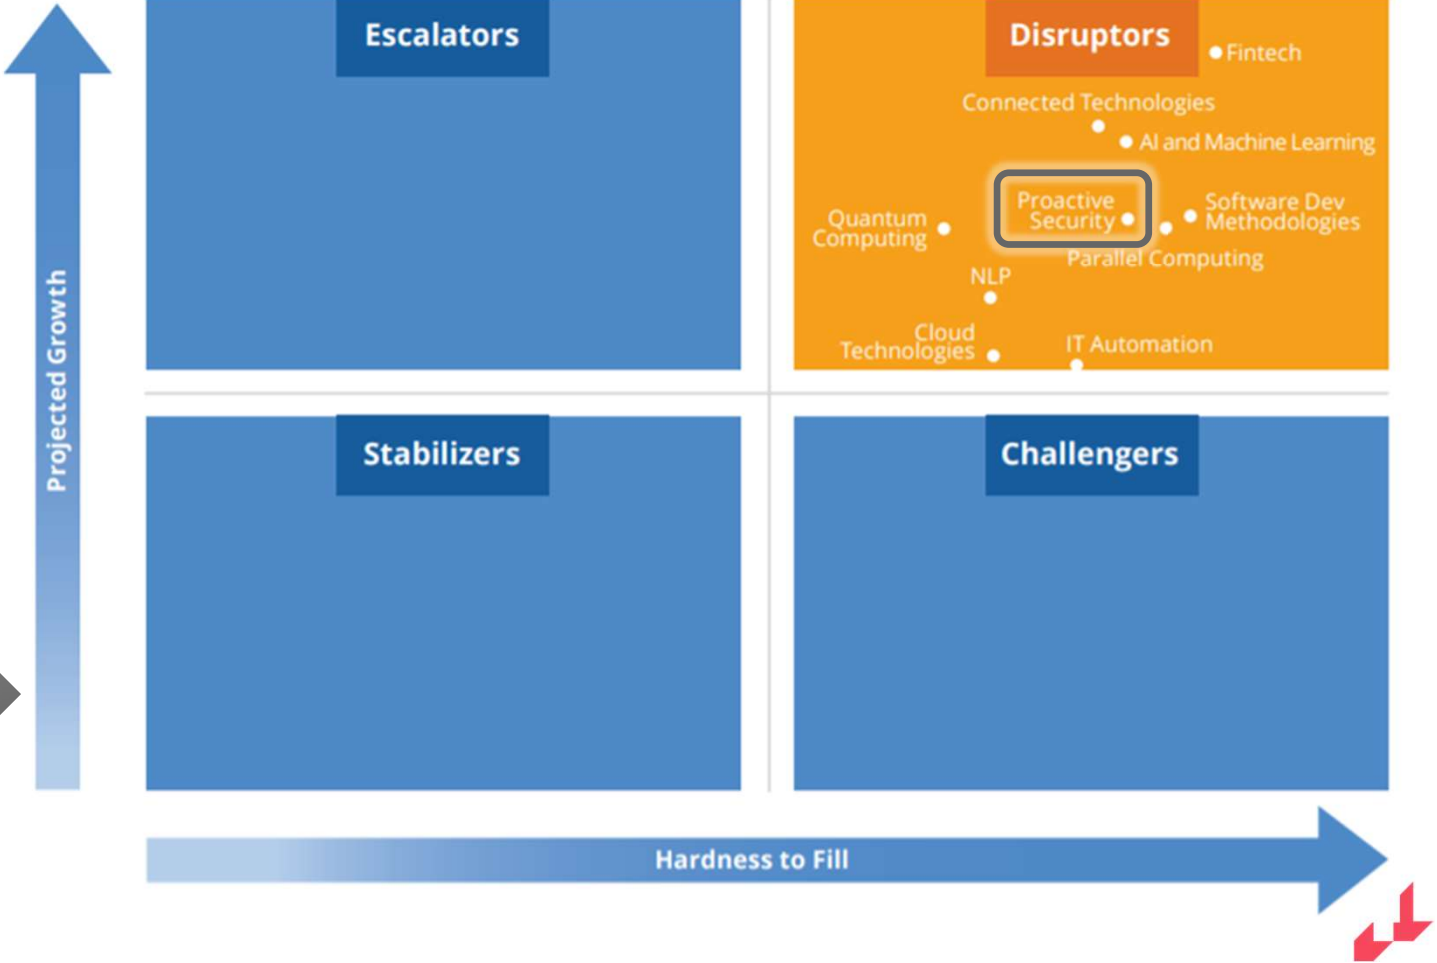 Escalators
Disruptors
Fintech
Connected Technologies
AI and Machine Learning
Proactive
Security
Software Dev
Methodologies
Quantum
Computing
Parallel Computing
NLP
Cloud
Technologies
IT Automation
Projected Growth
Stabilizers
Challengers
Hardness to Fill